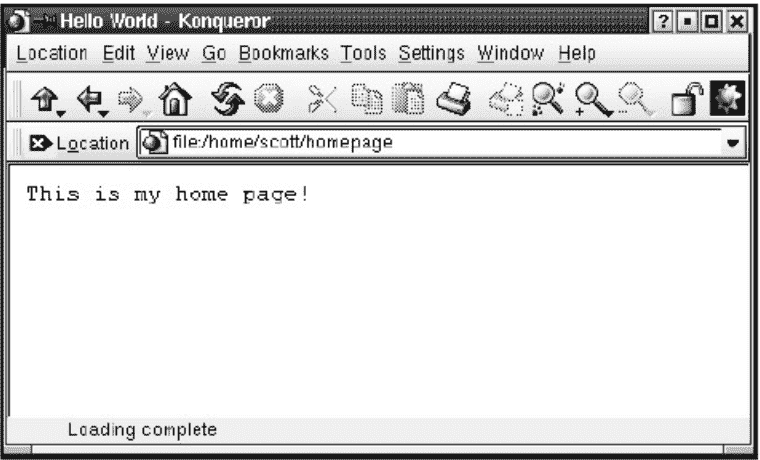 Hello World - Konqueror
Location Edit View Go Bookmarks Tools Settings Window Help
Location file:/home/scott/homepage
This is my home page!
Loading complete